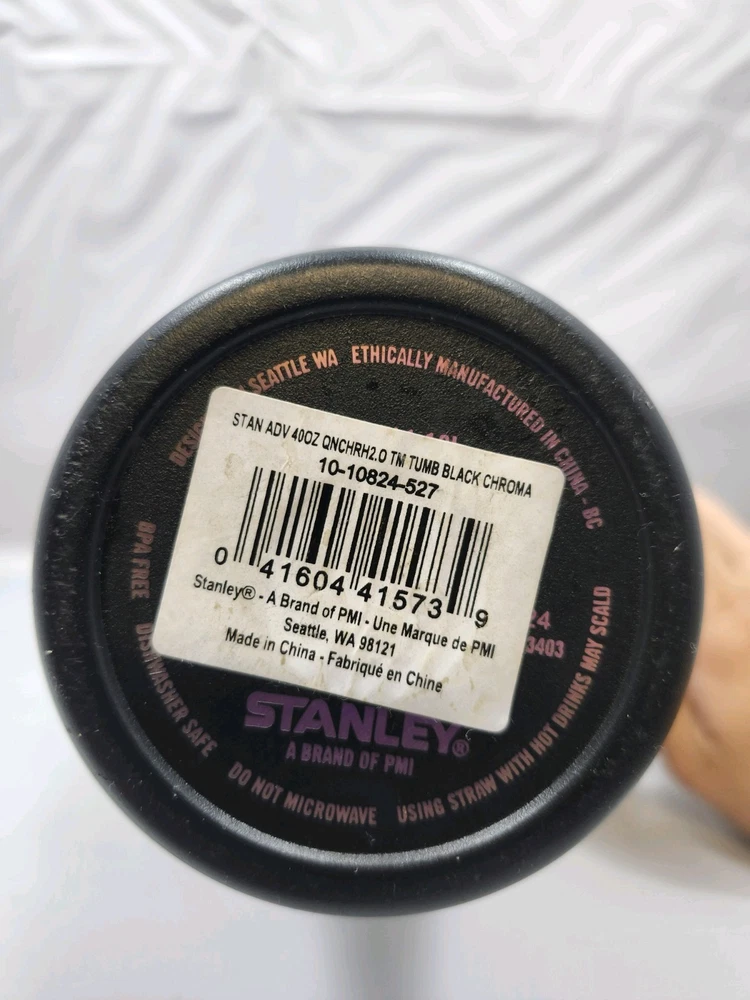 SEATTLE WA ETHICALLY MANUFACTURED IN CHINA - BC
STAN ADV 40OZ QNCHRH2.0 TM TUMB BLACK CHROMA
10-10824-527
0 41604 41573 9
Stanley® - A Brand of PMI - Une Marque de PMI
Seattle, WA 98121
Made in China - Fabriqué en Chine
24
3403
STANLEY®
A BRAND OF PMI
BPA FREE DISHWASHER SAFE DO NOT MICROWAVE USING STRAW WITH HOT DRINKS MAY SCALD